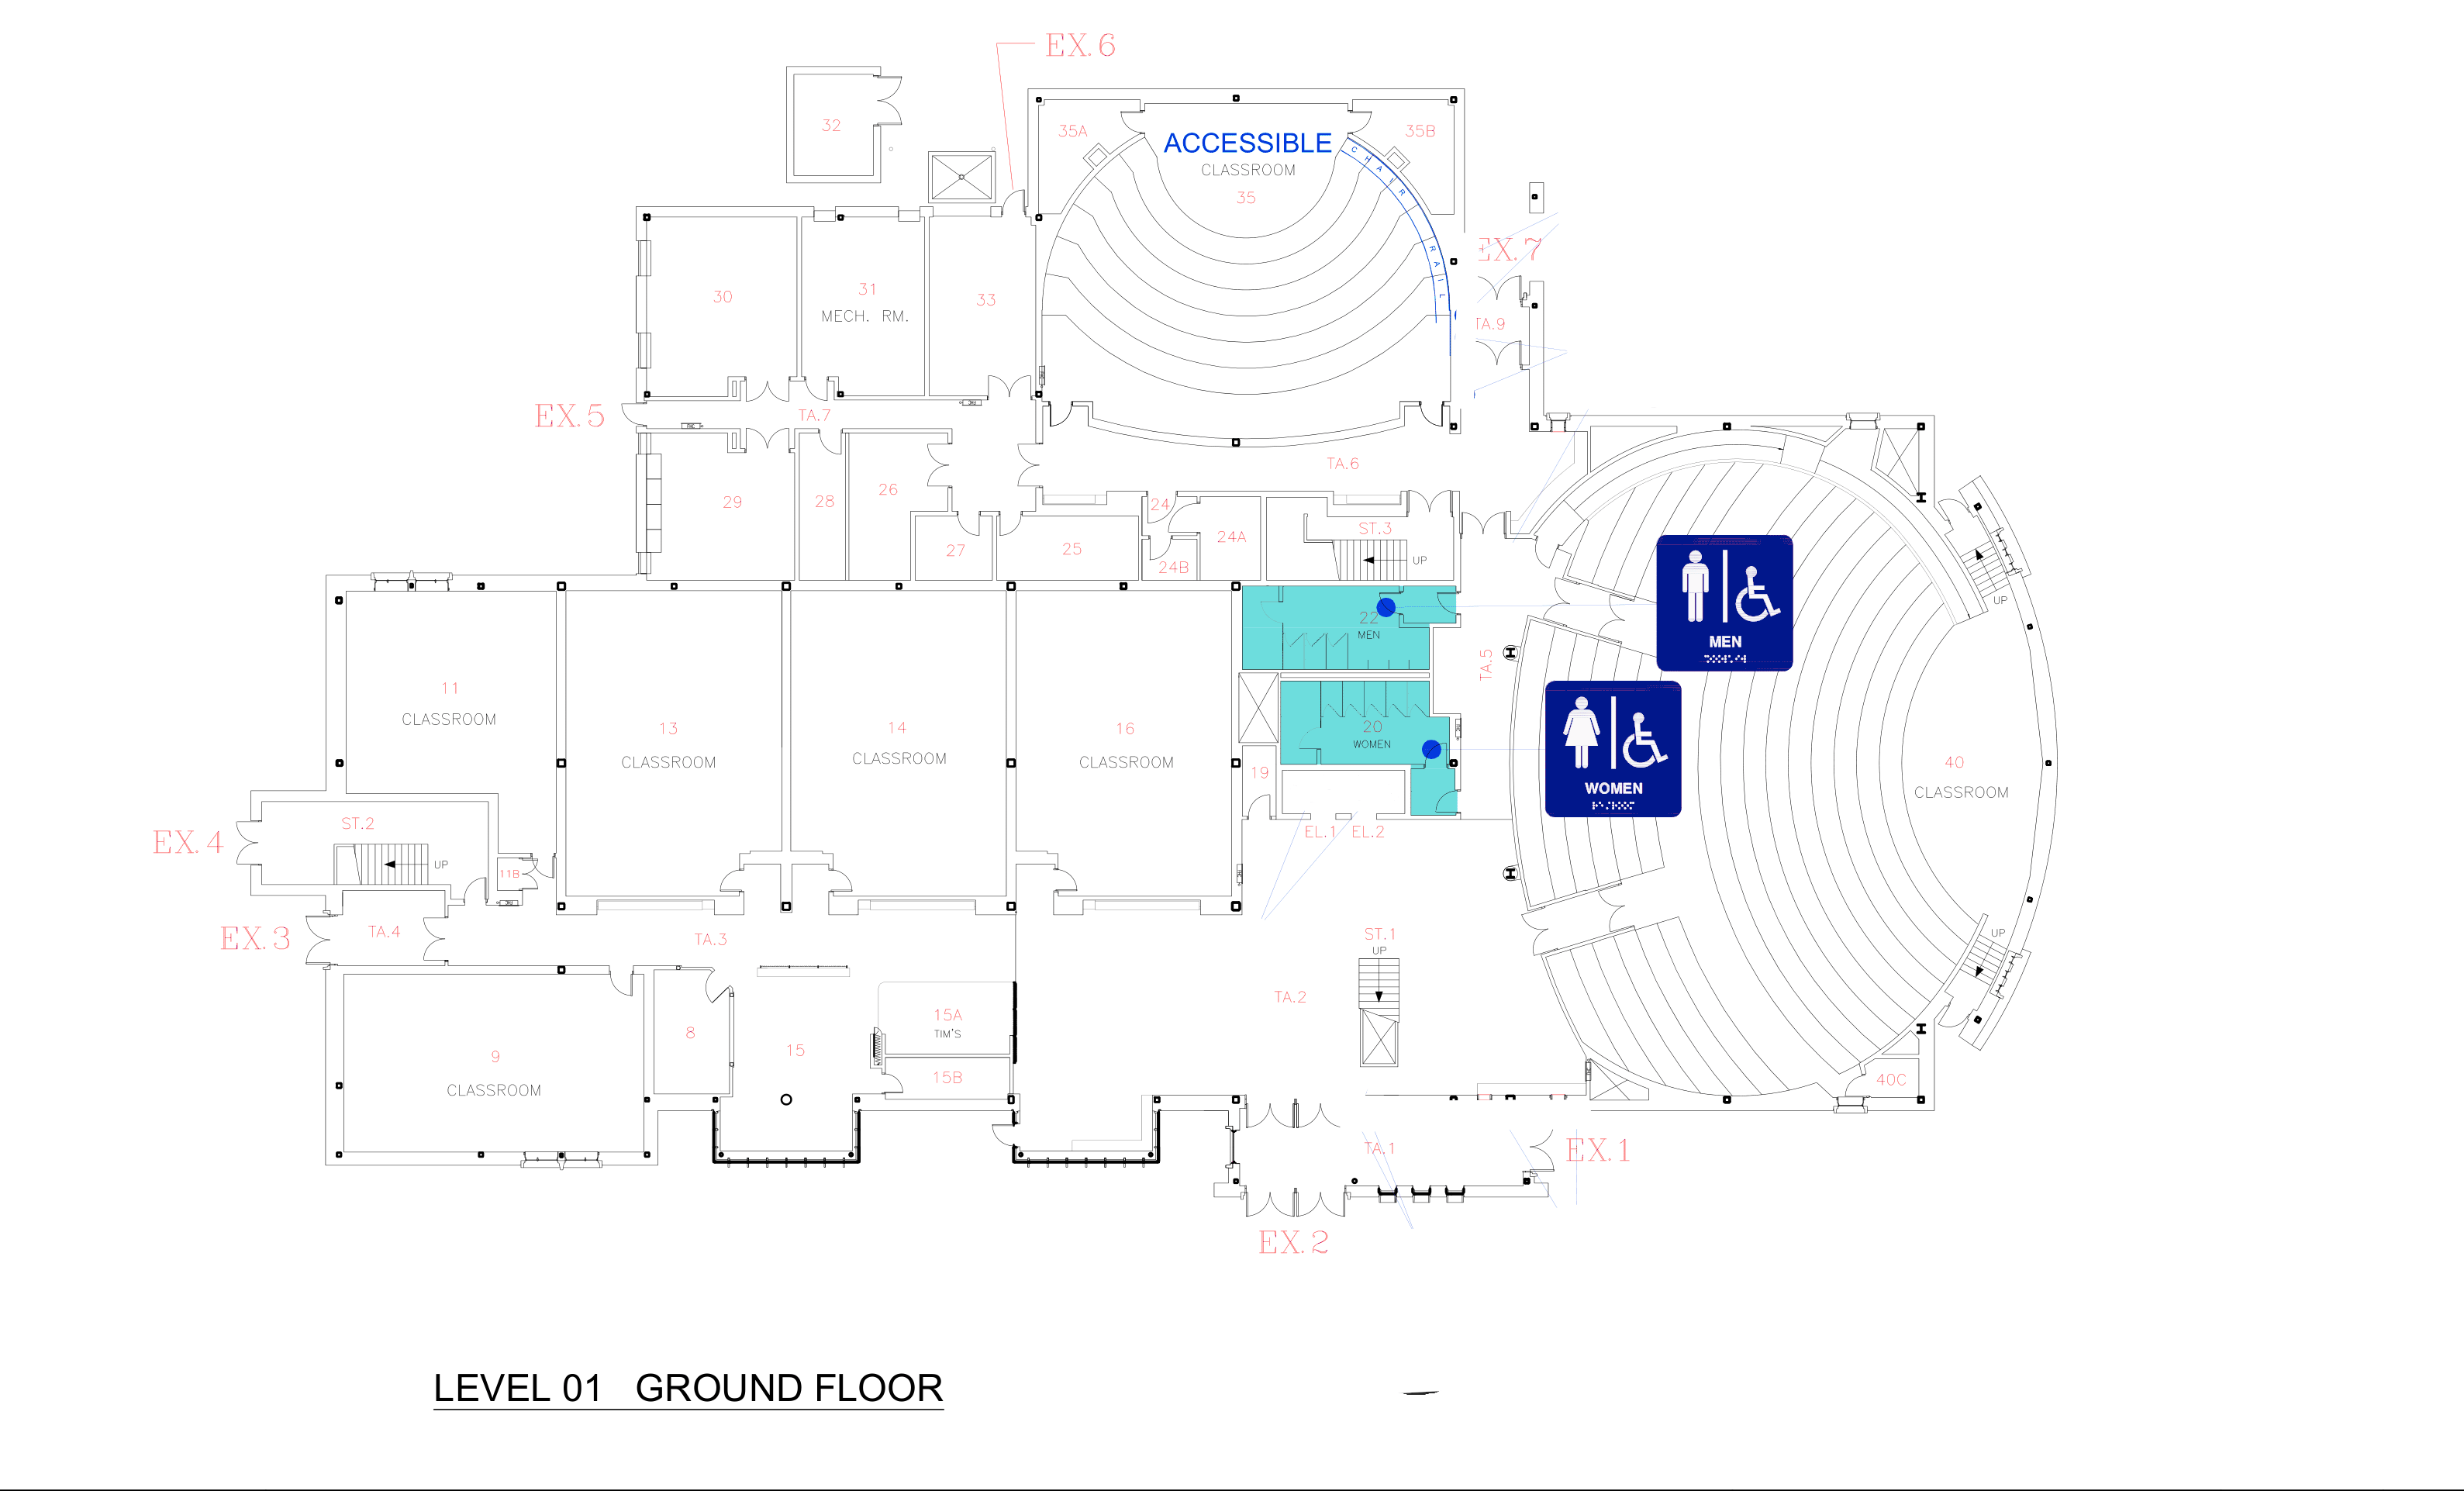 EX. 6
32
35A
35B
ACCESSIBLE
CLASSROOM
35
CHAIR RAIL
EX. 7
30
31
MECH. RM.
33
TA.9
EX. 5
TA.7
TA.6
29
28
26
27
25
24
24A
24B
ST.3
UP
UP
22
MEN
MEN
TA.5
11
CLASSROOM
13
CLASSROOM
14
CLASSROOM
16
CLASSROOM
20
WOMEN
WOMEN
19
40
CLASSROOM
EL.1
EL.2
EX. 4
ST.2
UP
11B
EX. 3
TA.4
TA.3
ST.1
UP
UP
TA.2
15A
TIM'S
8
15
15B
9
CLASSROOM
40C
TA.1
EX. 1
EX. 2
LEVEL 01 GROUND FLOOR